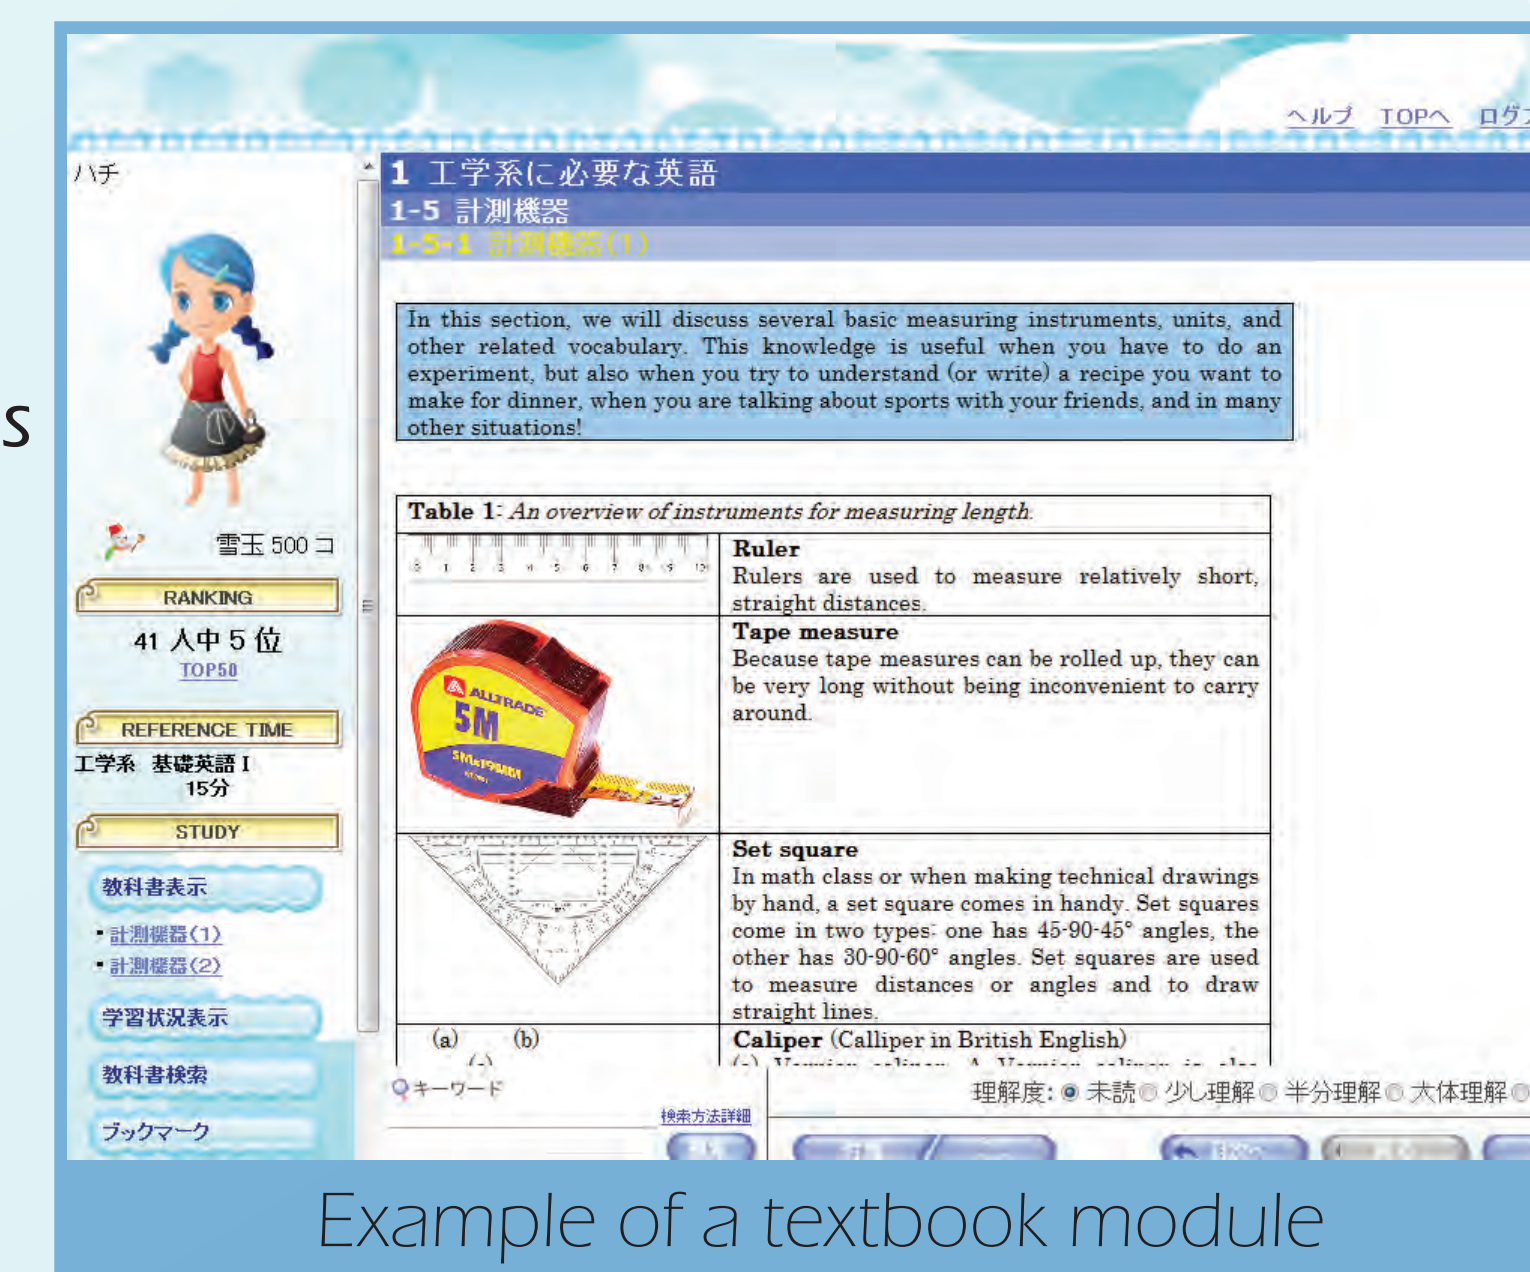 s
ヘルプ TOPへ
ハチ
雪玉 500 コ
RANKING
41 人中 5 位
TOP50
REFERENCE TIME
工学系 基礎英語 I
15分
STUDY
教科書表示
計測機器(1)
計測機器(2)
学習状況表示
教科書検索
ブックマーク
1 工学系に必要な英語
1-5 計測機器
1-5-1 計測機器(1)
In this section, we will discuss several basic measuring instruments, units, and
other related vocabulary. This knowledge is useful when you have to do an
experiment, but also when you try to understand (or write) a recipe you want to
make for dinner, when you are talking about sports with your friends, and in many
other situations!
Table 1: An overview of instruments for measuring length.
Ruler
Rulers are used to measure relatively short,
straight distances.
ALLTRADE
5M
5Mx19MM
Tape measure
Because tape measures can be rolled up, they can
be very long without being inconvenient to carry
around.
Set square
In math class or when making technical drawings
by hand, a set square comes in handy. Set squares
come in two types: one has 45-90-45° angles, the
other has 30-90-60° angles. Set squares are used
to measure distances or angles and to draw
straight lines.
(a) (b)
Caliper (Calliper in British English)
キーワード
検索方法詳細
理解度: 未読 少し理解 半分理解 大体理解
Example of a textbook module